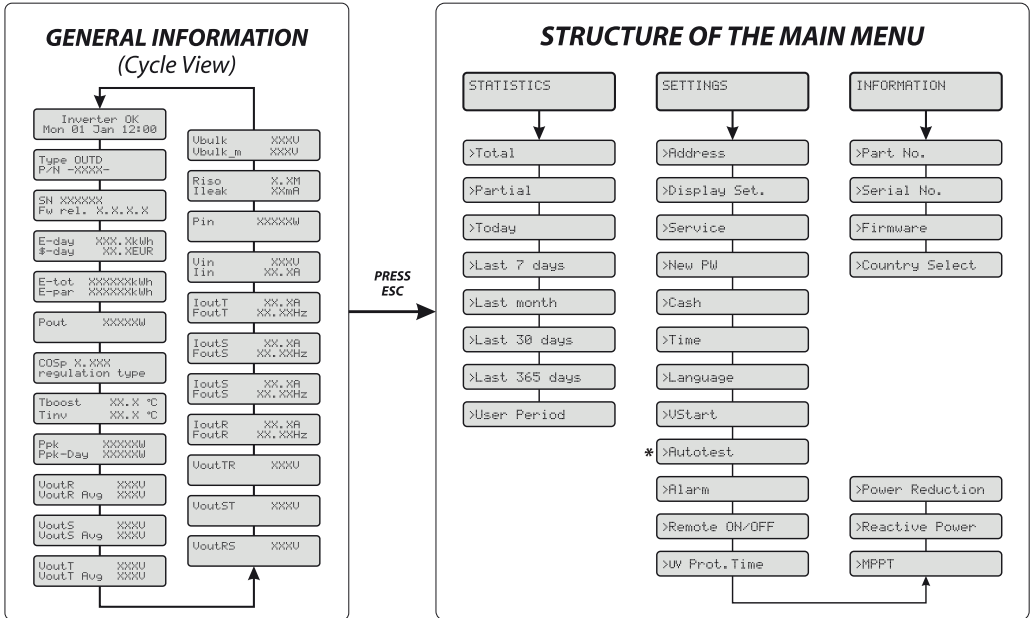 GENERAL INFORMATION
(Cycle View)
Inverter OK
Mon 01 Jan 12:00
Type OUTD
P/N -XXXX-
SN XXXXXX
Fw rel. X.X.X.X
E-day XXX.XkWh
$-day XX.XEUR
E-tot XXXXXXkWh
E-par XXXXXXkWh
Pout XXXXXW
COSp X.XXX
regulation type
Tboost XX.X °C
Tinv XX.X °C
Ppk XXXXXW
Ppk-Day XXXXXW
VoutR XXXV
VoutR Avg XXXV
VoutS XXXV
VoutS Avg XXXV
VoutT XXXV
VoutT Avg XXXV
Vbulk XXXV
Vbulk_m XXXV
Riso X.XM
Ileak XXmA
Pin XXXXXW
Vin XXXV
Iin XX.XA
IoutT XX.XA
FoutT XX.XXHz
IoutS XX.XA
FoutS XX.XXHz
IoutS XX.XA
FoutS XX.XXHz
IoutR XX.XA
FoutR XX.XXHz
VoutTR XXXV
VoutST XXXV
VoutRS XXXV
PRESS
ESC
STRUCTURE OF THE MAIN MENU
STATISTICS
>Total
>Partial
>Today
>Last 7 days
>Last month
>Last 30 days
>Last 365 days
>User Period
SETTINGS
>Address
>Display Set.
>Service
>New PW
>Cash
>Time
>Language
>VStart
* >Autotest
>Alarm
>Remote ON/OFF
>UV Prot.Time
INFORMATION
>Part No.
>Serial No.
>Firmware
>Country Select
>Power Reduction
>Reactive Power
>MPPT